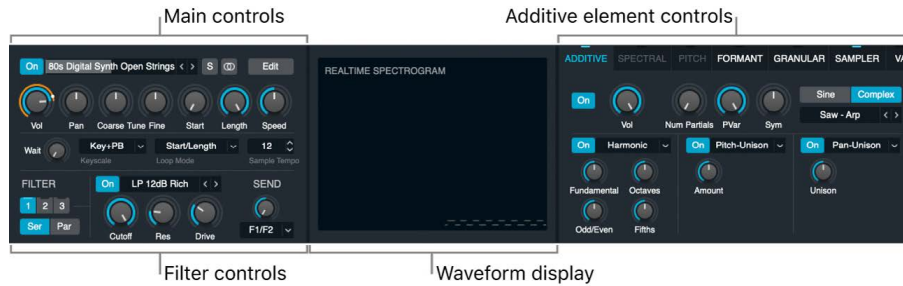 Main controls
Additive element controls
On 80s Digital Synth Open Strings < > S Edit
REALTIME SPECTROGRAM
ADDITIVE SPECTRAL PITCH FORMANT GRANULAR SAMPLER VA
Vol Pan Coarse Tune Fine Start Length Speed
On Vol Num Partials PVar Sym
Sine Complex
Saw - Arp < >
Wait Key+PB Start/Length 12
Keyscale Loop Mode Sample Tempo
On Harmonic On Pitch-Unison On Pan-Unison
Fundamental Octaves Amount Unison
Odd/Even Fifths
FILTER On LP 12dB Rich < > SEND
1 2 3
Ser Par Cutoff Res Drive F1/F2
Filter controls
Waveform display